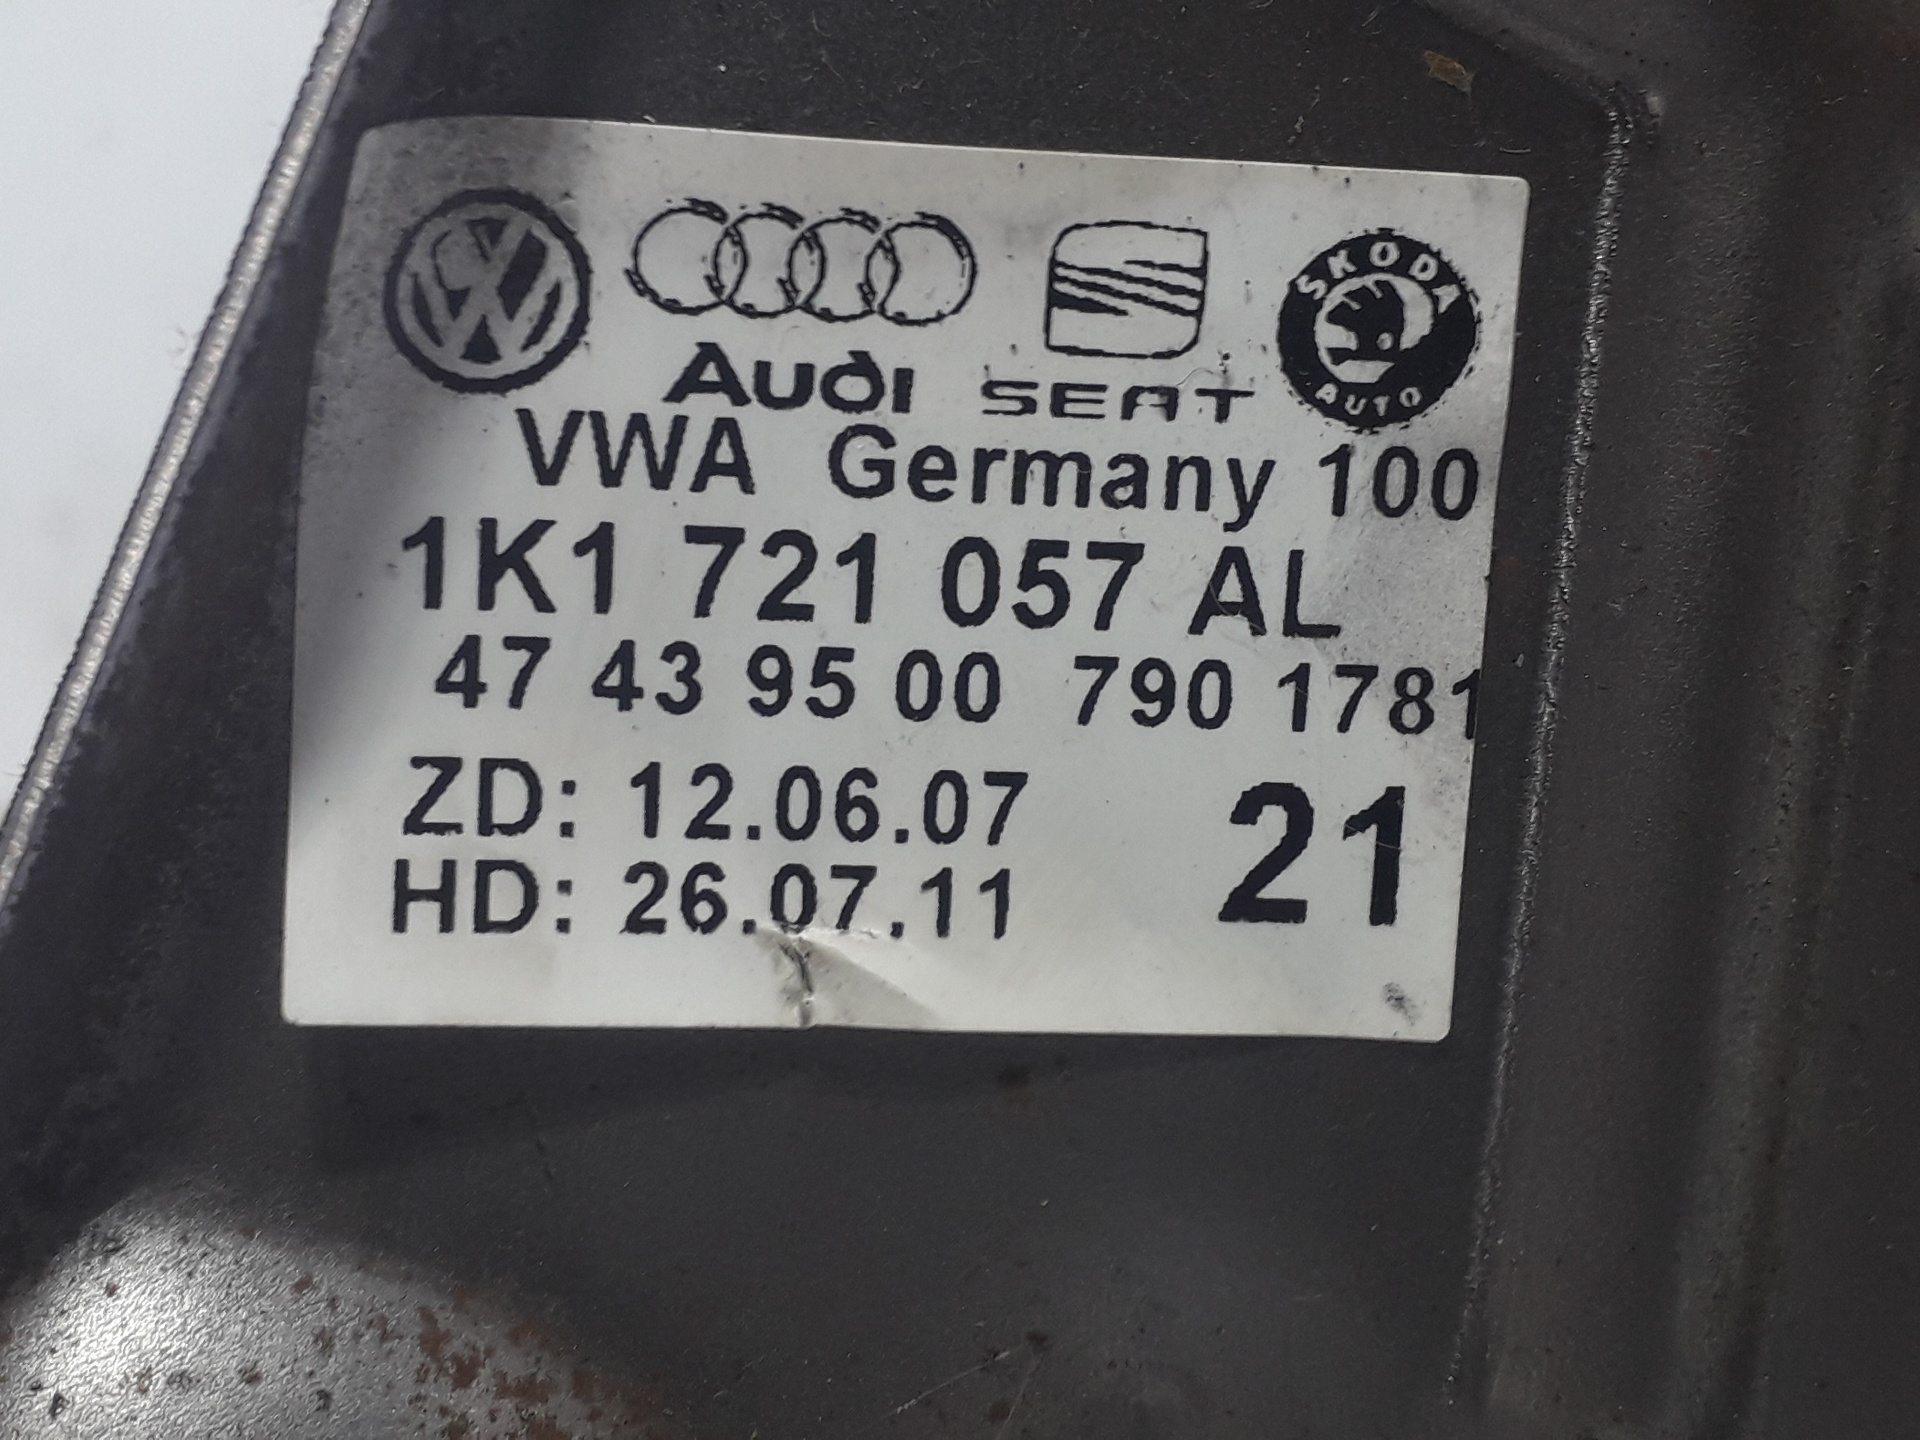 Audi SEAT SKODA AUTO
VWA Germany 100
1K1 721 057 AL
47 43 95 00 790 1781
ZD: 12.06.07 21
HD: 26.07.11